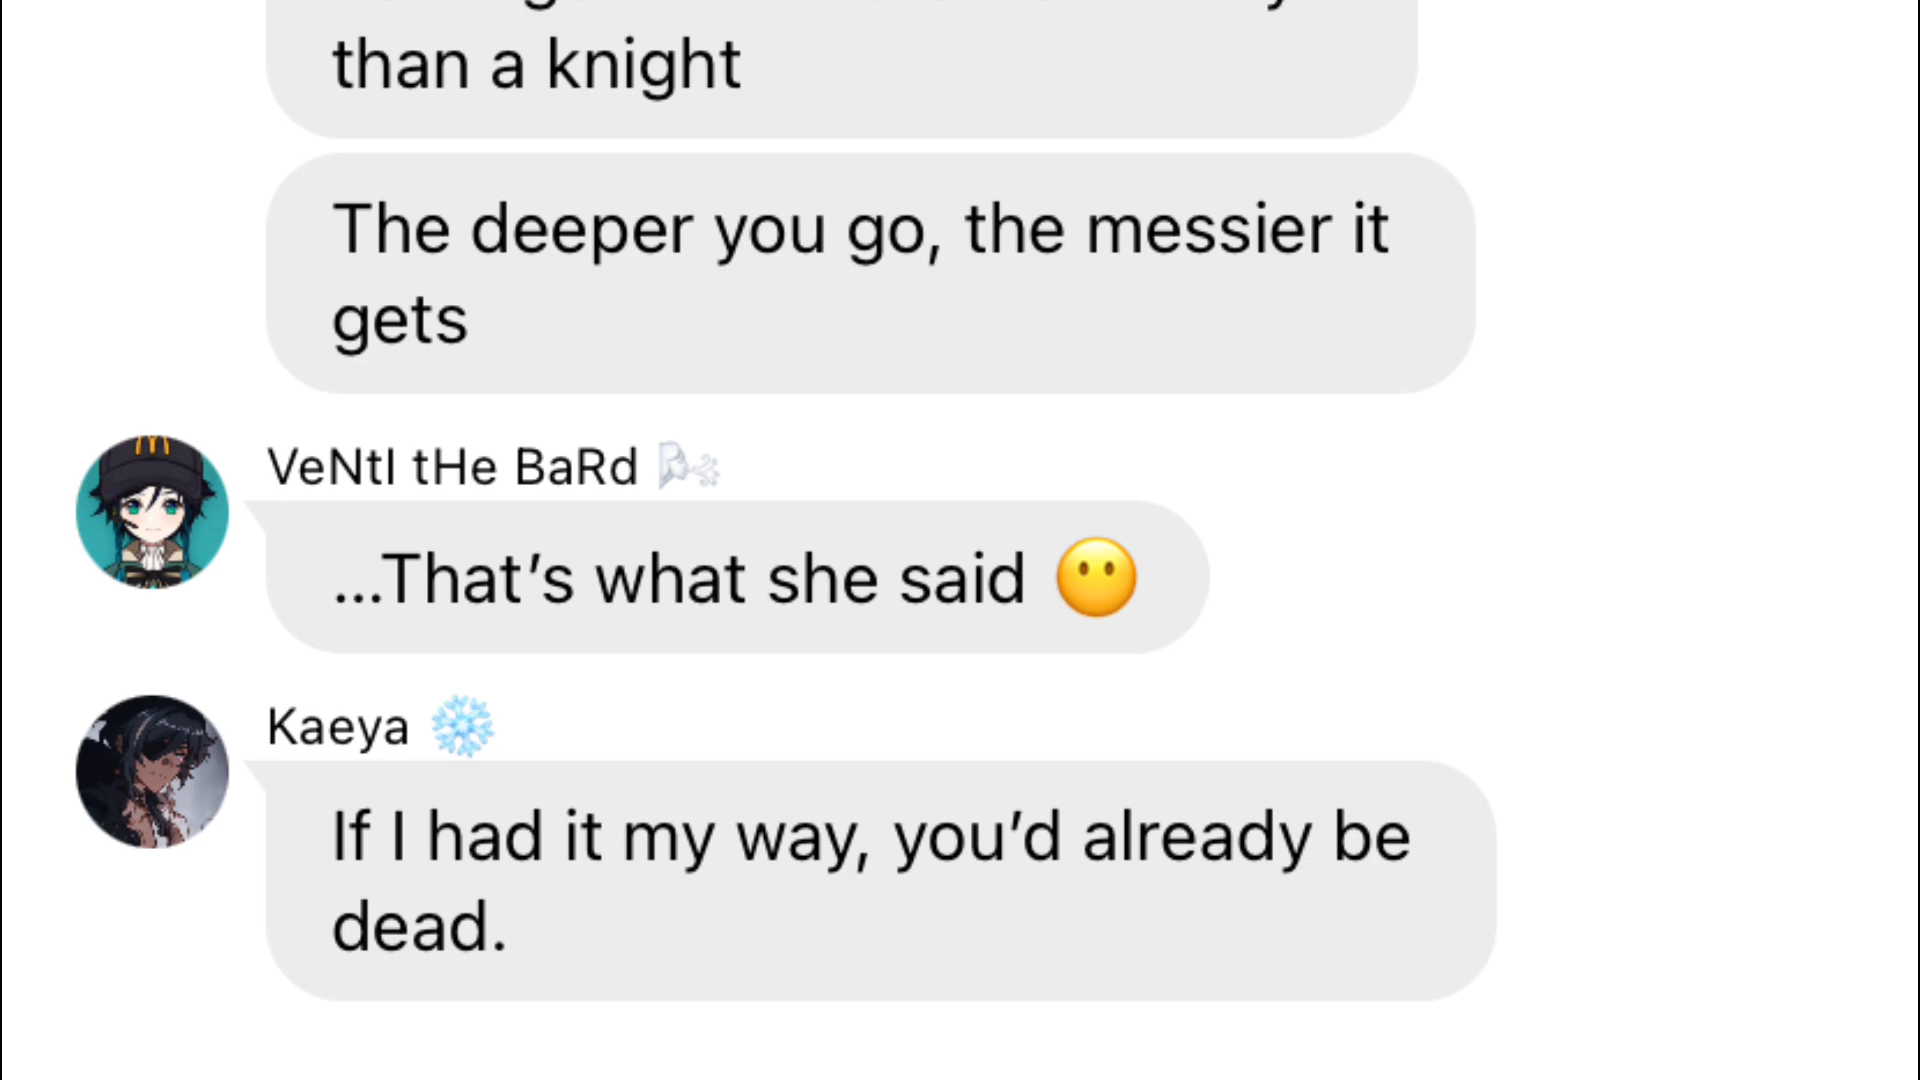 than a knight
The deeper you go, the messier it
gets
VeNtI tHe BaRd 🌬️
...That’s what she said 😶
Kaeya ❄️
If I had it my way, you’d already be
dead.